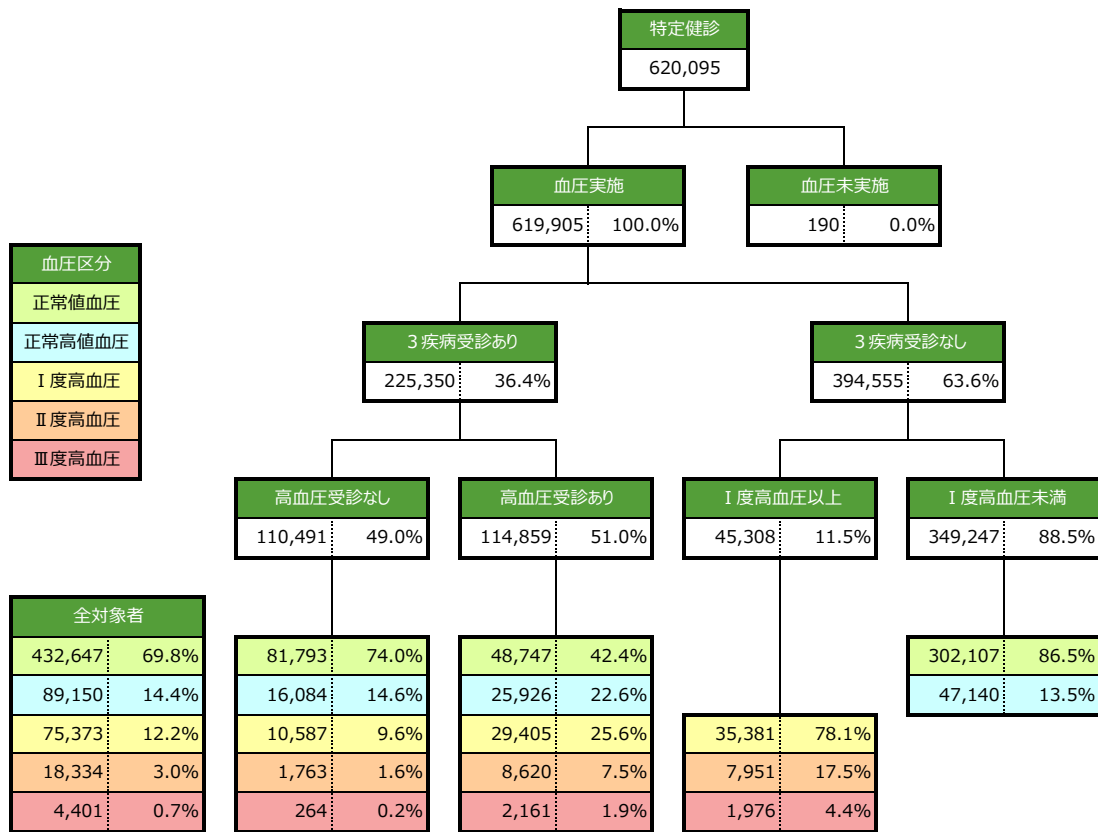 特定健診
620,095
血圧実施
619,905 100.0%
血圧未実施
190 0.0%
血圧区分
正常値血圧
正常高値血圧
Ⅰ度高血圧
Ⅱ度高血圧
Ⅲ度高血圧
3疾病受診あり
225,350 36.4%
3疾病受診なし
394,555 63.6%
高血圧受診なし
110,491 49.0%
高血圧受診あり
114,859 51.0%
Ⅰ度高血圧以上
45,308 11.5%
Ⅰ度高血圧未満
349,247 88.5%
全対象者
432,647 69.8%
89,150 14.4%
75,373 12.2%
18,334 3.0%
4,401 0.7%
81,793 74.0%
16,084 14.6%
10,587 9.6%
1,763 1.6%
264 0.2%
48,747 42.4%
25,926 22.6%
29,405 25.6%
8,620 7.5%
2,161 1.9%
35,381 78.1%
7,951 17.5%
1,976 4.4%
302,107 86.5%
47,140 13.5%